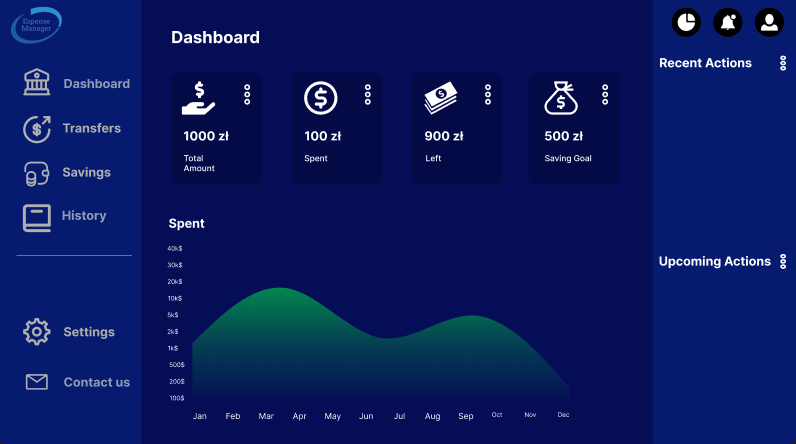 Expense
Manager
Dashboard
Transfers
Savings
History
Settings
Contact us
Dashboard
1000 zł
Total
Amount
100 zł
Spent
900 zł
Left
500 zł
Saving Goal
Spent
40k$
30k$
20k$
10k$
5k$
2k$
1k$
500$
200$
100$
Jan Feb Mar Apr May Jun Jul Aug Sep Oct Nov Dec
Recent Actions
Upcoming Actions